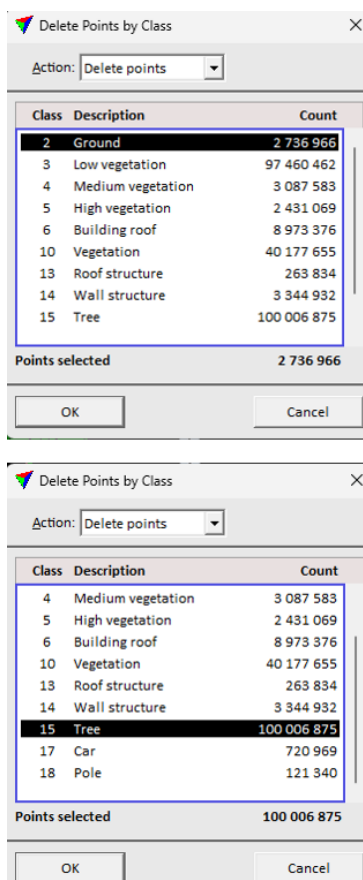 Delete Points by Class
Action: Delete points
Class Description Count
2 Ground 2 736 966
3 Low vegetation 97 460 462
4 Medium vegetation 3 087 583
5 High vegetation 2 431 069
6 Building roof 8 973 376
10 Vegetation 40 177 655
13 Roof structure 263 834
14 Wall structure 3 344 932
15 Tree 100 006 875
Points selected 2 736 966
OK Cancel
Delete Points by Class
Action: Delete points
Class Description Count
4 Medium vegetation 3 087 583
5 High vegetation 2 431 069
6 Building roof 8 973 376
10 Vegetation 40 177 655
13 Roof structure 263 834
14 Wall structure 3 344 932
15 Tree 100 006 875
17 Car 720 969
18 Pole 121 340
Points selected 100 006 875
OK Cancel